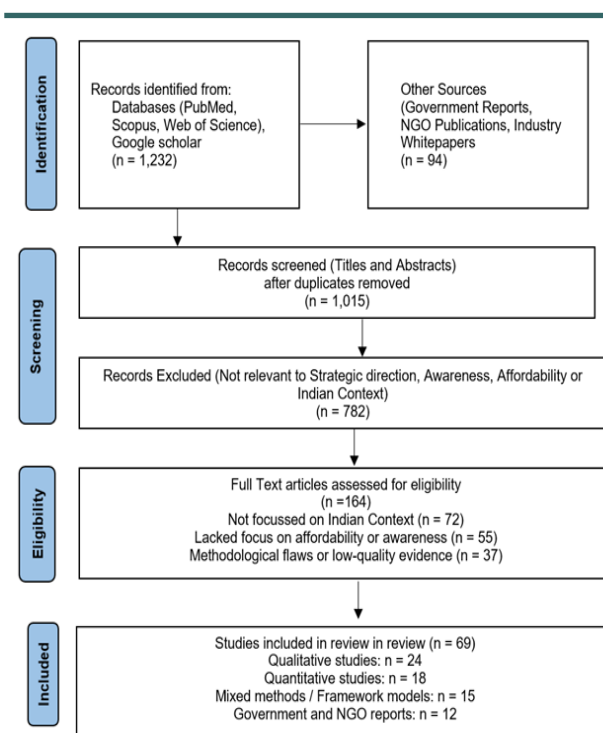 Identification
Records identified from:
Databases (PubMed,
Scopus, Web of Science),
Google scholar
(n = 1,232)
Other Sources
(Government Reports,
NGO Publications, Industry
Whitepapers
(n = 94)
Screening
Records screened (Titles and Abstracts)
after duplicates removed
(n = 1,015)
Records Excluded (Not relevant to Strategic direction, Awareness, Affordability or
Indian Context)
(n = 782)
Eligibility
Full Text articles assessed for eligibility
(n =164)
Not focussed on Indian Context (n = 72)
Lacked focus on affordability or awareness (n = 55)
Methodological flaws or low-quality evidence (n = 37)
Included
Studies included in review in review (n = 69)
Qualitative studies: n = 24
Quantitative studies: n = 18
Mixed methods / Framework models: n = 15
Government and NGO reports: n = 12